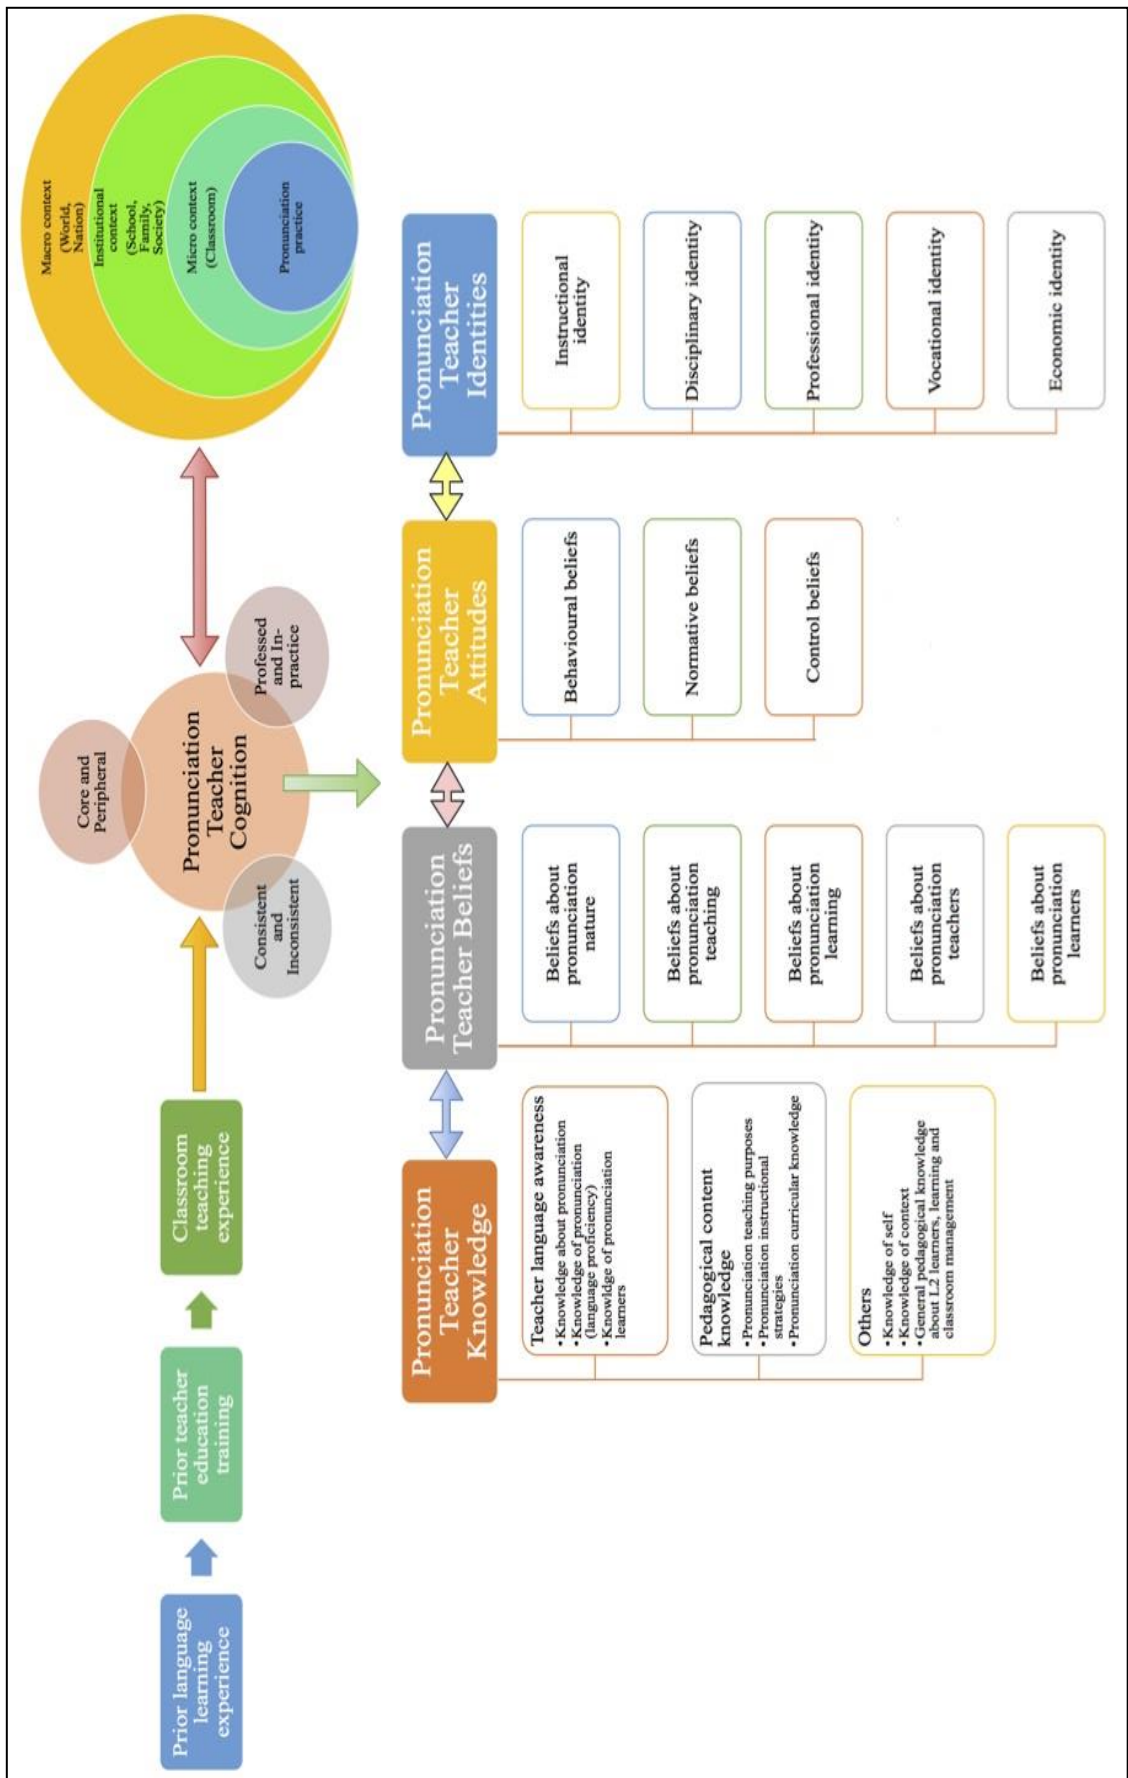 Prior language
learning
experience
Prior teacher
education
training
Classroom
teaching
experience
Core and
Peripheral
Pronunciation
Teacher
Cognition
Consistent
and
Inconsistent
Professed
and In-
practice
Macro context
(World,
Nation)
Institutional
context
(School,
Family,
Society)
Micro context
(Classroom)
Pronunciation
practice
Pronunciation
Teacher
Knowledge
Teacher language awareness
• Knowledge about pronunciation
• Knowledge of pronunciation
(language proficiency)
• Knowldge of pronunciation
learners
Pedagogical content
knowledge
• Pronunciation teaching purposes
• Pronunciation instructional
strategies
• Pronunciation curricular knowledge
Others
• Knowledge of self
• Knowledge of context
• General pedagogical knowledge
about L2 learners, learning and
classroom management
Pronunciation
Teacher Beliefs
Beliefs about
pronunciation
nature
Beliefs about
pronunciation
teaching
Beliefs about
pronunciation
learning
Beliefs about
pronunciation
teachers
Beliefs about
pronunciation
learners
Pronunciation
Teacher
Attitudes
Behavioural beliefs
Normative beliefs
Control beliefs
Pronunciation
Teacher
Identities
Instructional
identity
Disciplinary identity
Professional identity
Vocational identity
Economic identity